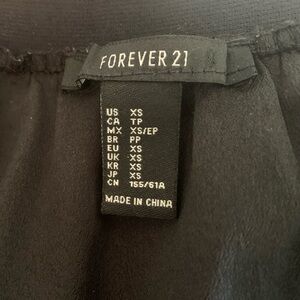 FOREVER 21
US XS
CA TP
MX XS/EP
BR PP
EU XS
UK XS
KR XS
JP XS
CN 155/61A
MADE IN CHINA